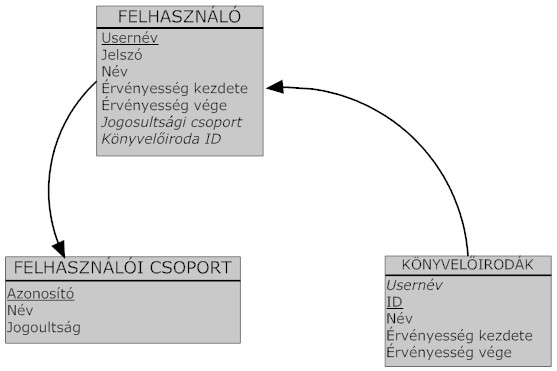 FELHASZNÁLÓ
Usernév
Jelszó
Név
Érvényesség kezdete
Érvényesség vége
Jogosultsági csoport
Könyvelőiroda ID
FELHASZNÁLÓI CSOPORT
Azonosító
Név
Jogoultság
KÖNYVELŐIRODÁK
Usernév
ID
Név
Érvényesség kezdete
Érvényesség vége